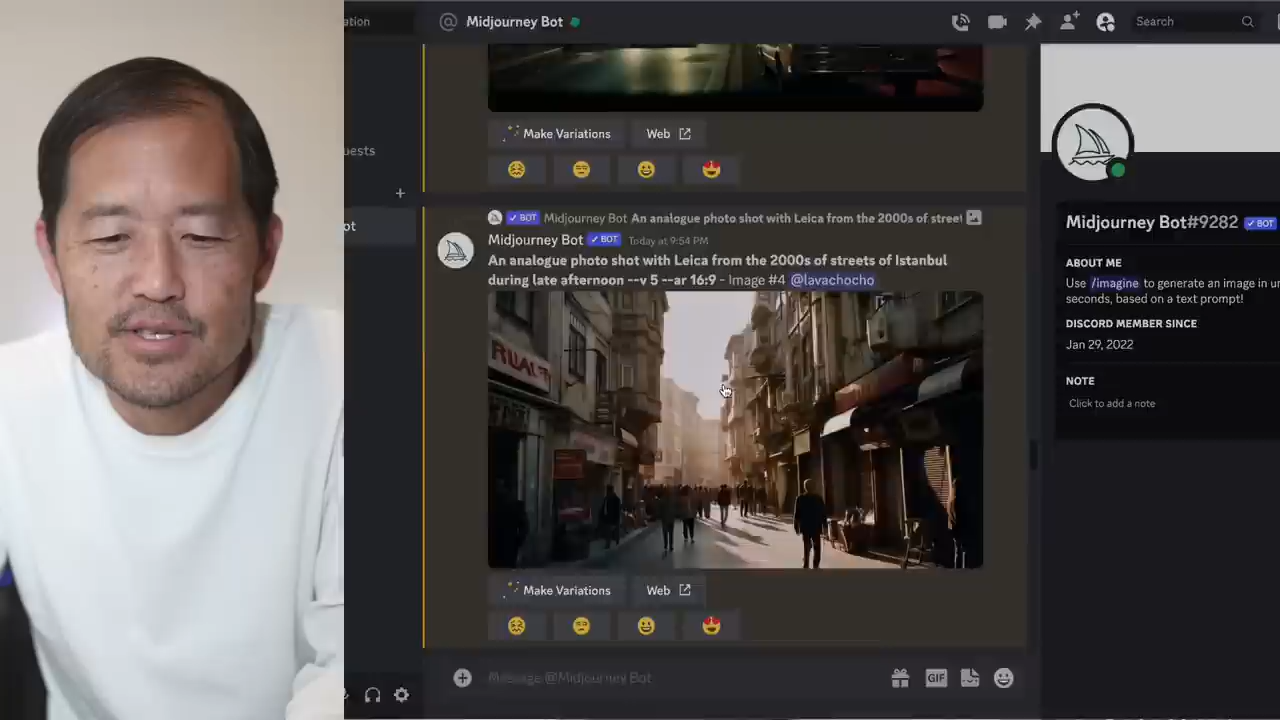 ation
Midjourney Bot
Search
Make Variations
Web
uests
ot
BOT Midjourney Bot An analogue photo shot with Leica from the 2000s of street
Midjourney Bot BOT Today at 9:54 PM
An analogue photo shot with Leica from the 2000s of streets of Istanbul
during late afternoon --v 5 --ar 16:9 - Image #4 @lavachocho
Make Variations
Web
Message @Midjourney Bot
GIF
Midjourney Bot#9282 BOT
ABOUT ME
Use /imagine to generate an image in un
seconds, based on a text prompt!
DISCORD MEMBER SINCE
Jan 29, 2022
NOTE
Click to add a note